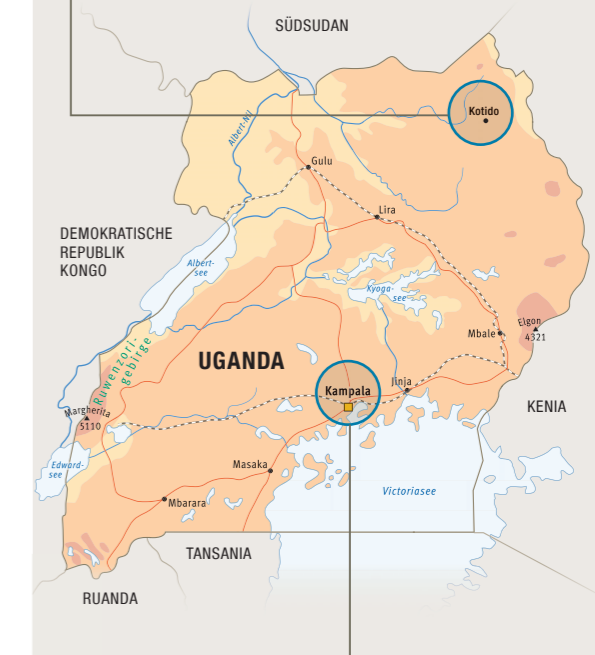 SÜDSUDAN
Kotido
Albert-Nil
Gulu
Lira
DEMOKRATISCHE
REPUBLIK
KONGO
Albert-
see
Kyoga-
see
Elgon
4321
Mbale
Ruwenzori-
gebirge
UGANDA
Kampala
Jinja
KENIA
Margherita
5110
Edward-
see
Masaka
Victoriasee
Mbarara
TANSANIA
RUANDA